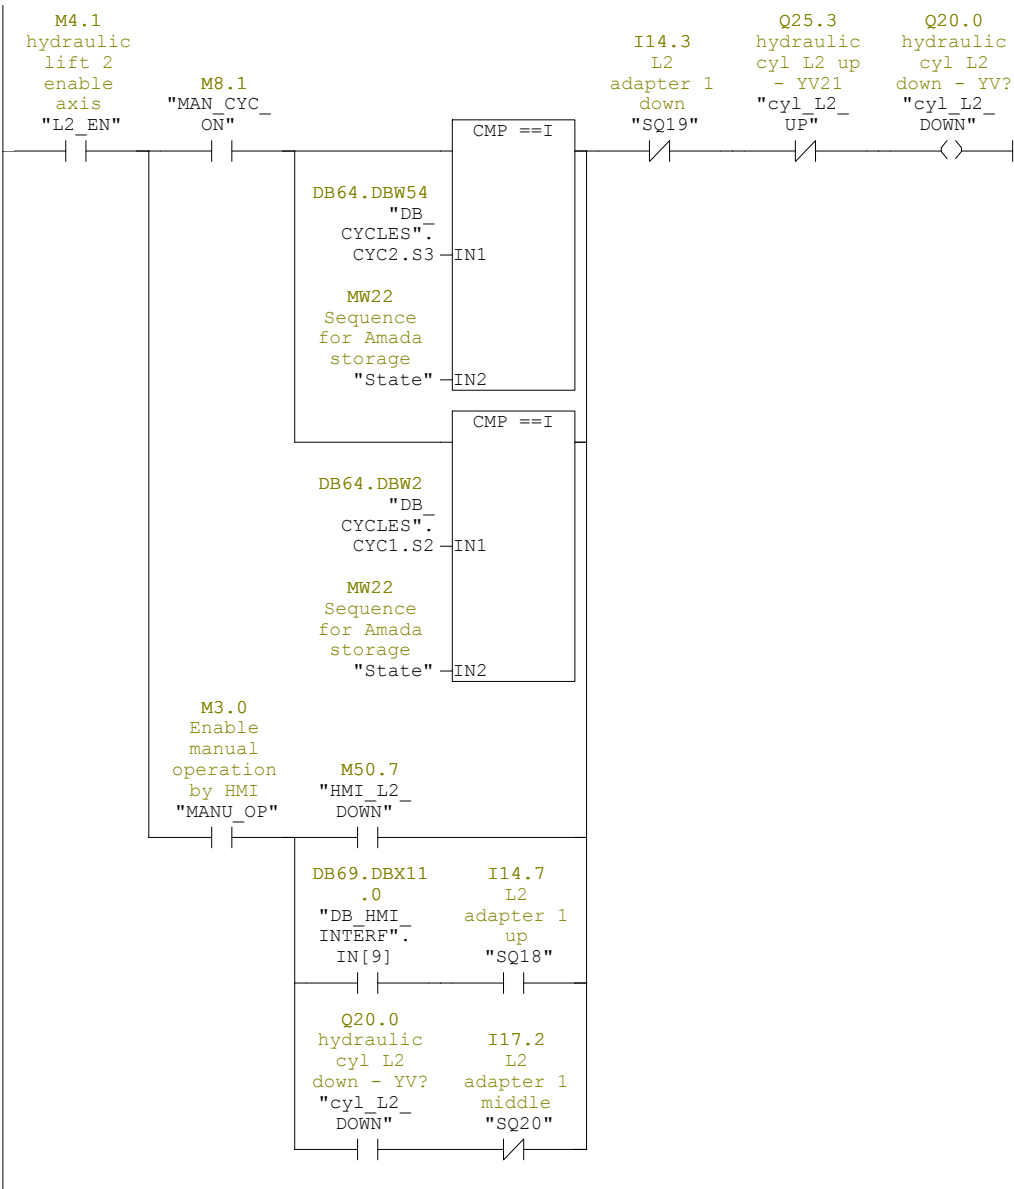 M4.1
hydraulic
lift 2
enable
axis
"L2_EN"
M8.1
"MAN_CYC_
ON"
I14.3
L2
adapter 1
down
"SQ19"
Q25.3
hydraulic
cyl L2 up
- YV21
"cyl_L2_
UP"
Q20.0
hydraulic
cyl L2
down - YV?
"cyl_L2_
DOWN"
CMP ==I
DB64.DBW54
"DB_
CYCLES".
CYC2.S3
IN1
MW22
Sequence
for Amada
storage
"State"
IN2
CMP ==I
DB64.DBW2
"DB_
CYCLES".
CYC1.S2
IN1
MW22
Sequence
for Amada
storage
"State"
IN2
M3.0
Enable
manual
operation
by HMI
"MANU_OP"
M50.7
"HMI_L2_
DOWN"
DB69.DBX11
.0
"DB_HMI_
INTERF".
IN[9]
I14.7
L2
adapter 1
up
"SQ18"
Q20.0
hydraulic
cyl L2
down - YV?
"cyl_L2_
DOWN"
I17.2
L2
adapter 1
middle
"SQ20"